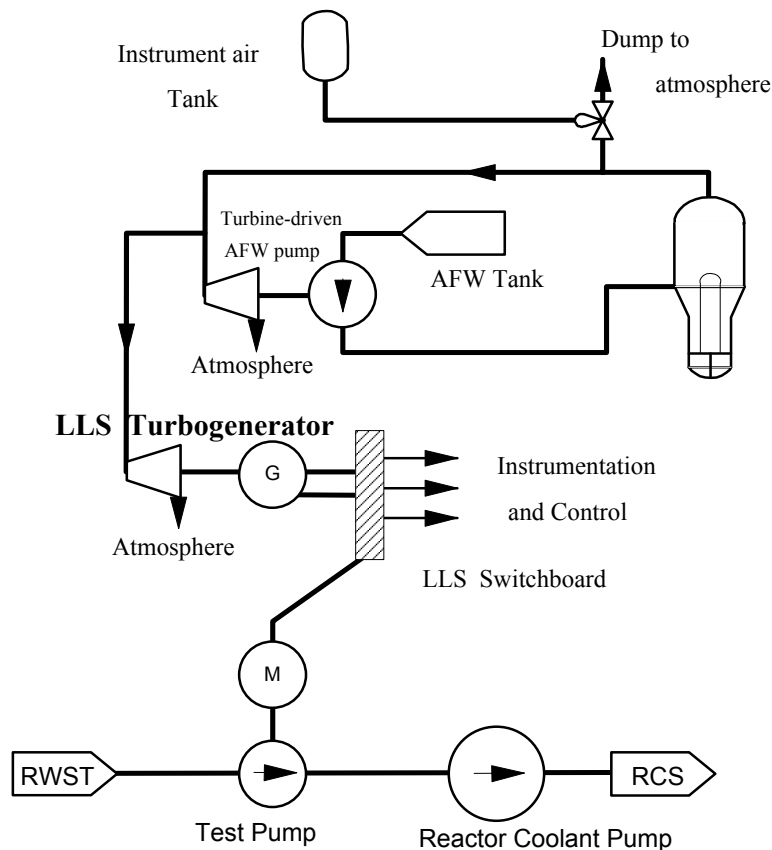 Instrument air
Tank
Dump to
atmosphere
Turbine-driven
AFW pump
AFW Tank
Atmosphere
LLS Turbogenerator
G
Instrumentation
and Control
Atmosphere
LLS Switchboard
M
RWST
RCS
Test Pump
Reactor Coolant Pump